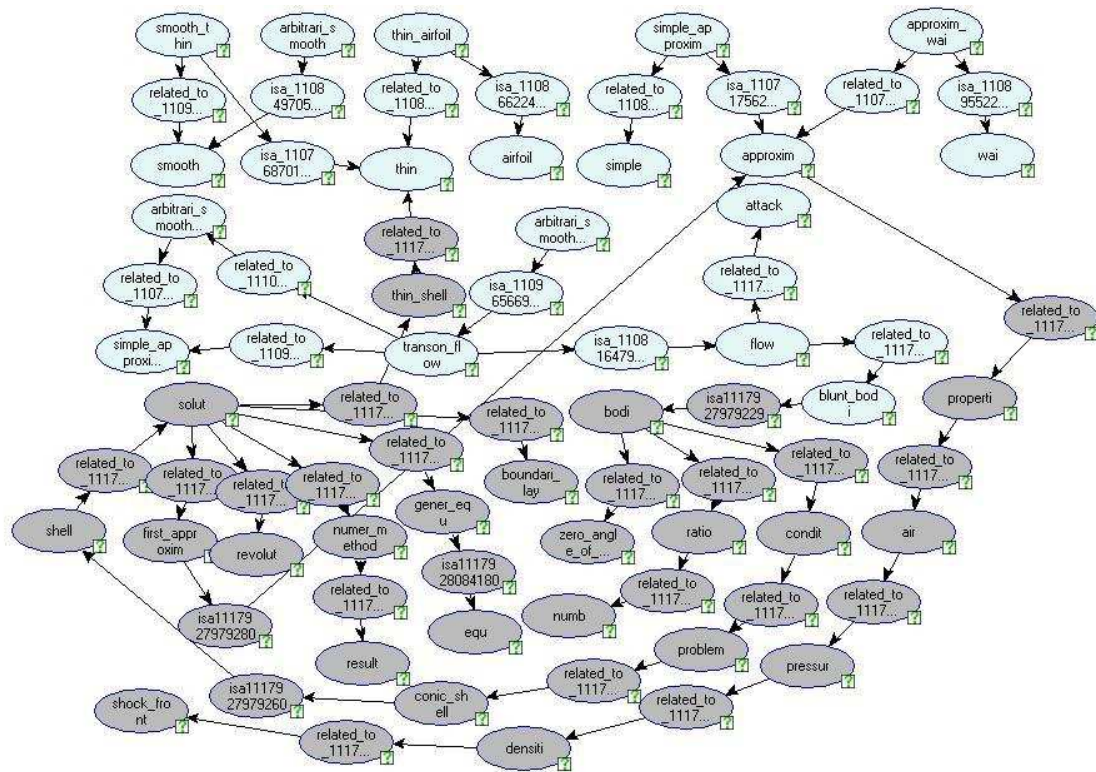 smooth_t
hin
arbitrari_s
mooth
thin_airfoil
simple_ap
proxim
approxim_
wai
related_to
_1109...
isa_1108
49705...
related_to
_1108...
isa_1108
66224...
related_to
_1108...
isa_1107
17562...
related_to
_1107...
isa_1108
95522...
smooth
isa_1107
68701...
thin
airfoil
simple
approxim
wai
arbitrari_s
mooth...
related_to
_1117...
arbitrari_s
mooth...
attack
related_to
_1107...
related_to
_1110...
thin_shell
isa_1109
65669...
related_to
_1117...
related_to
_1117...
simple_ap
proxi...
related_to
_1109...
transon_fl
ow
isa_1108
16479...
flow
related_to
_1117...
solut
related_to
_1117...
related_to
_1117...
bodi
isa11179
27979229
blunt_bod
i
properti
related_to
_1117...
related_to
_1117...
related_to
_1117...
related_to
_1117...
related_to
_1117...
boundari_
lay
related_to
_1117...
related_to
_1117...
related_to
_1117...
related_to
_1117...
shell
first_appr
oxim
revolut
numer_m
ethod
gener_eq
u
zero_angl
e_of_...
ratio
condit
air
isa11179
27979280
related_to
_1117...
isa11179
28084180
numb
related_to
_1117...
related_to
_1117...
related_to
_1117...
result
equ
problem
pressur
shock_fro
nt
isa11179
27979260
conic_sh
ell
related_to
_1117...
related_to
_1117...
related_to
_1117...
densiti